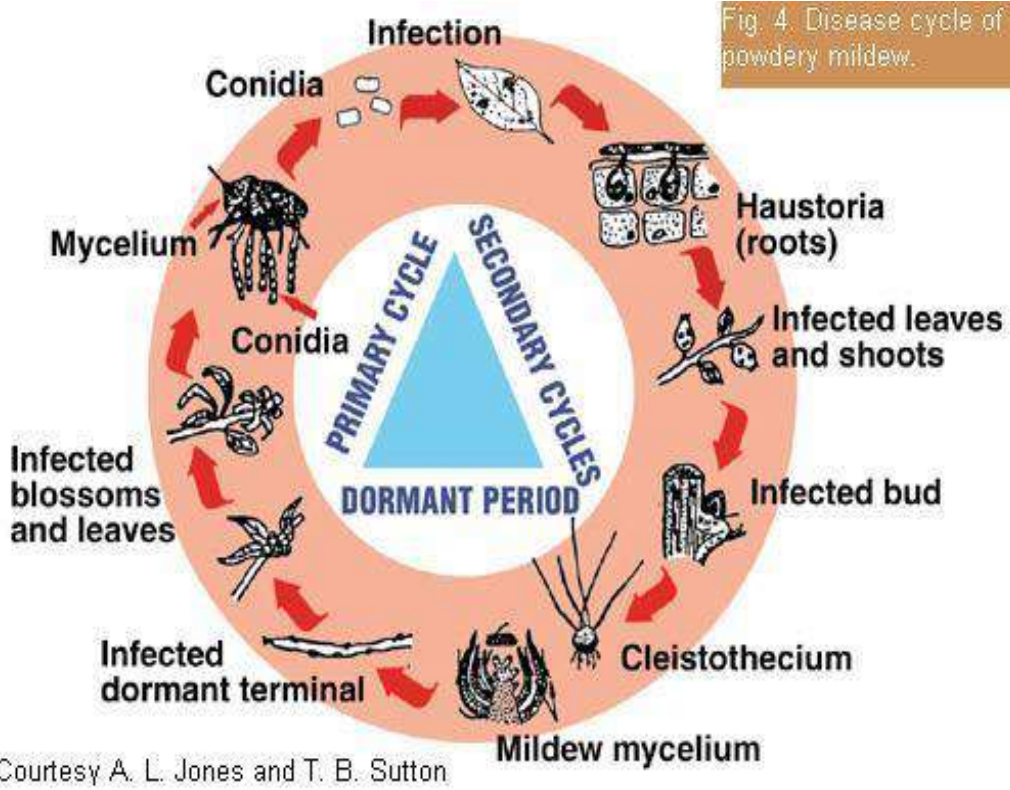 Fig. 4. Disease cycle of
powdery mildew.
Infection
Conidia
Haustoria
(roots)
Mycelium
Conidia
Infected leaves
and shoots
PRIMARY CYCLE
SECONDARY CYCLES
DORMANT PERIOD
Infected
blossoms
and leaves
Infected bud
Cleistothecium
Infected
dormant terminal
Mildew mycelium
Courtesy A. L. Jones and T. B. Sutton